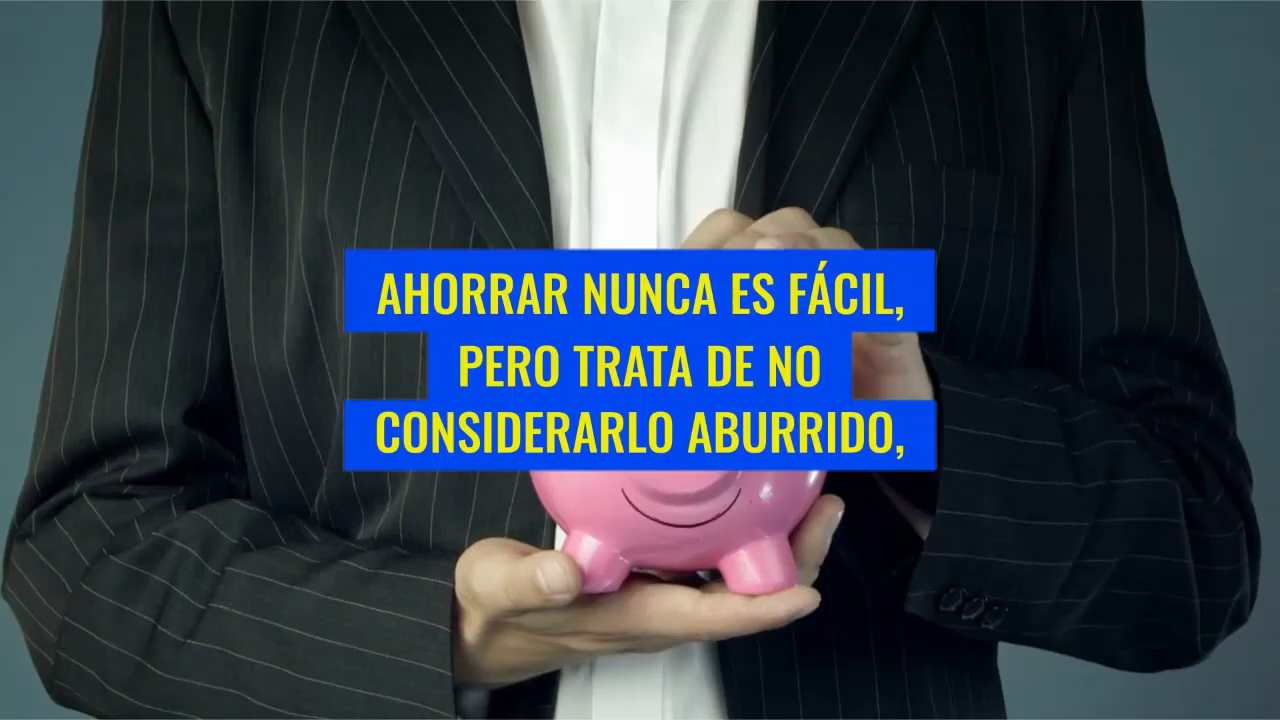 AHORRAR NUNCA ES FÁCIL,
PERO TRATA DE NO
CONSIDERARLO ABURRIDO,